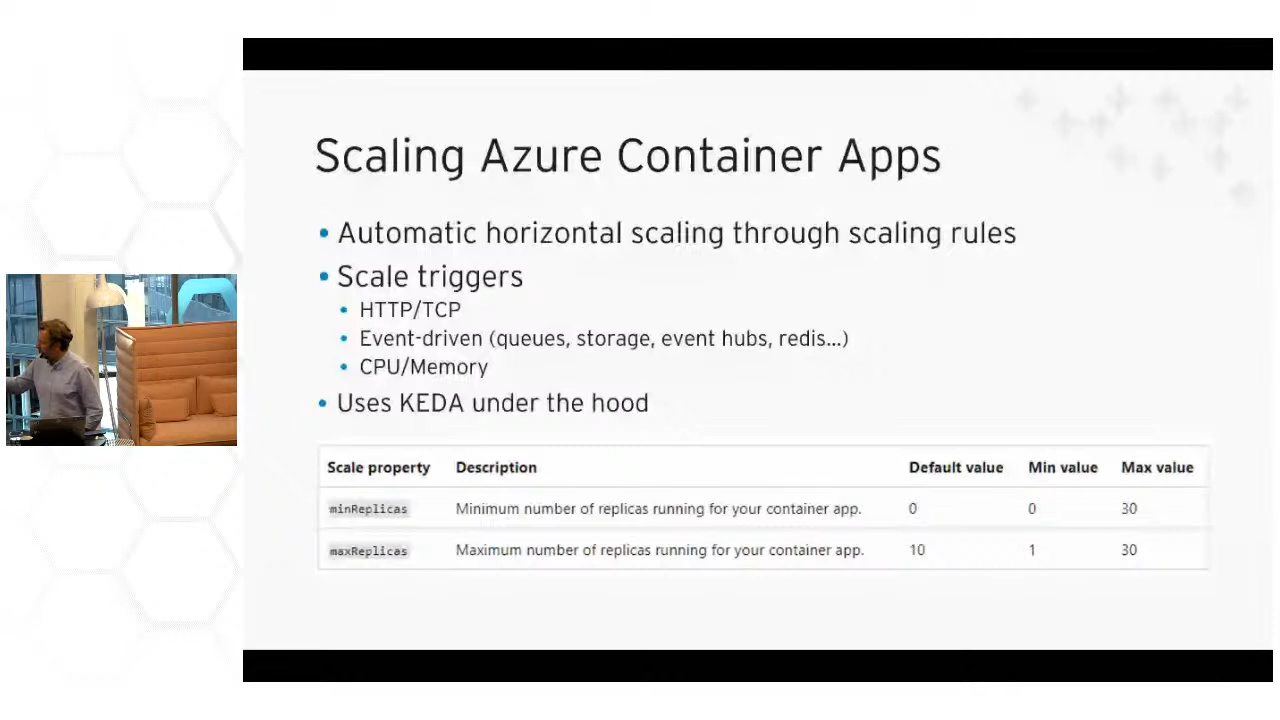 Scaling Azure Container Apps
• Automatic horizontal scaling through scaling rules
• Scale triggers
• HTTP/TCP
• Event-driven (queues, storage, event hubs, redis...)
• CPU/Memory
• Uses KEDA under the hood
Scale property Description Default value Min value Max value
minReplicas Minimum number of replicas running for your container app. 0 0 30
maxReplicas Maximum number of replicas running for your container app. 10 1 30